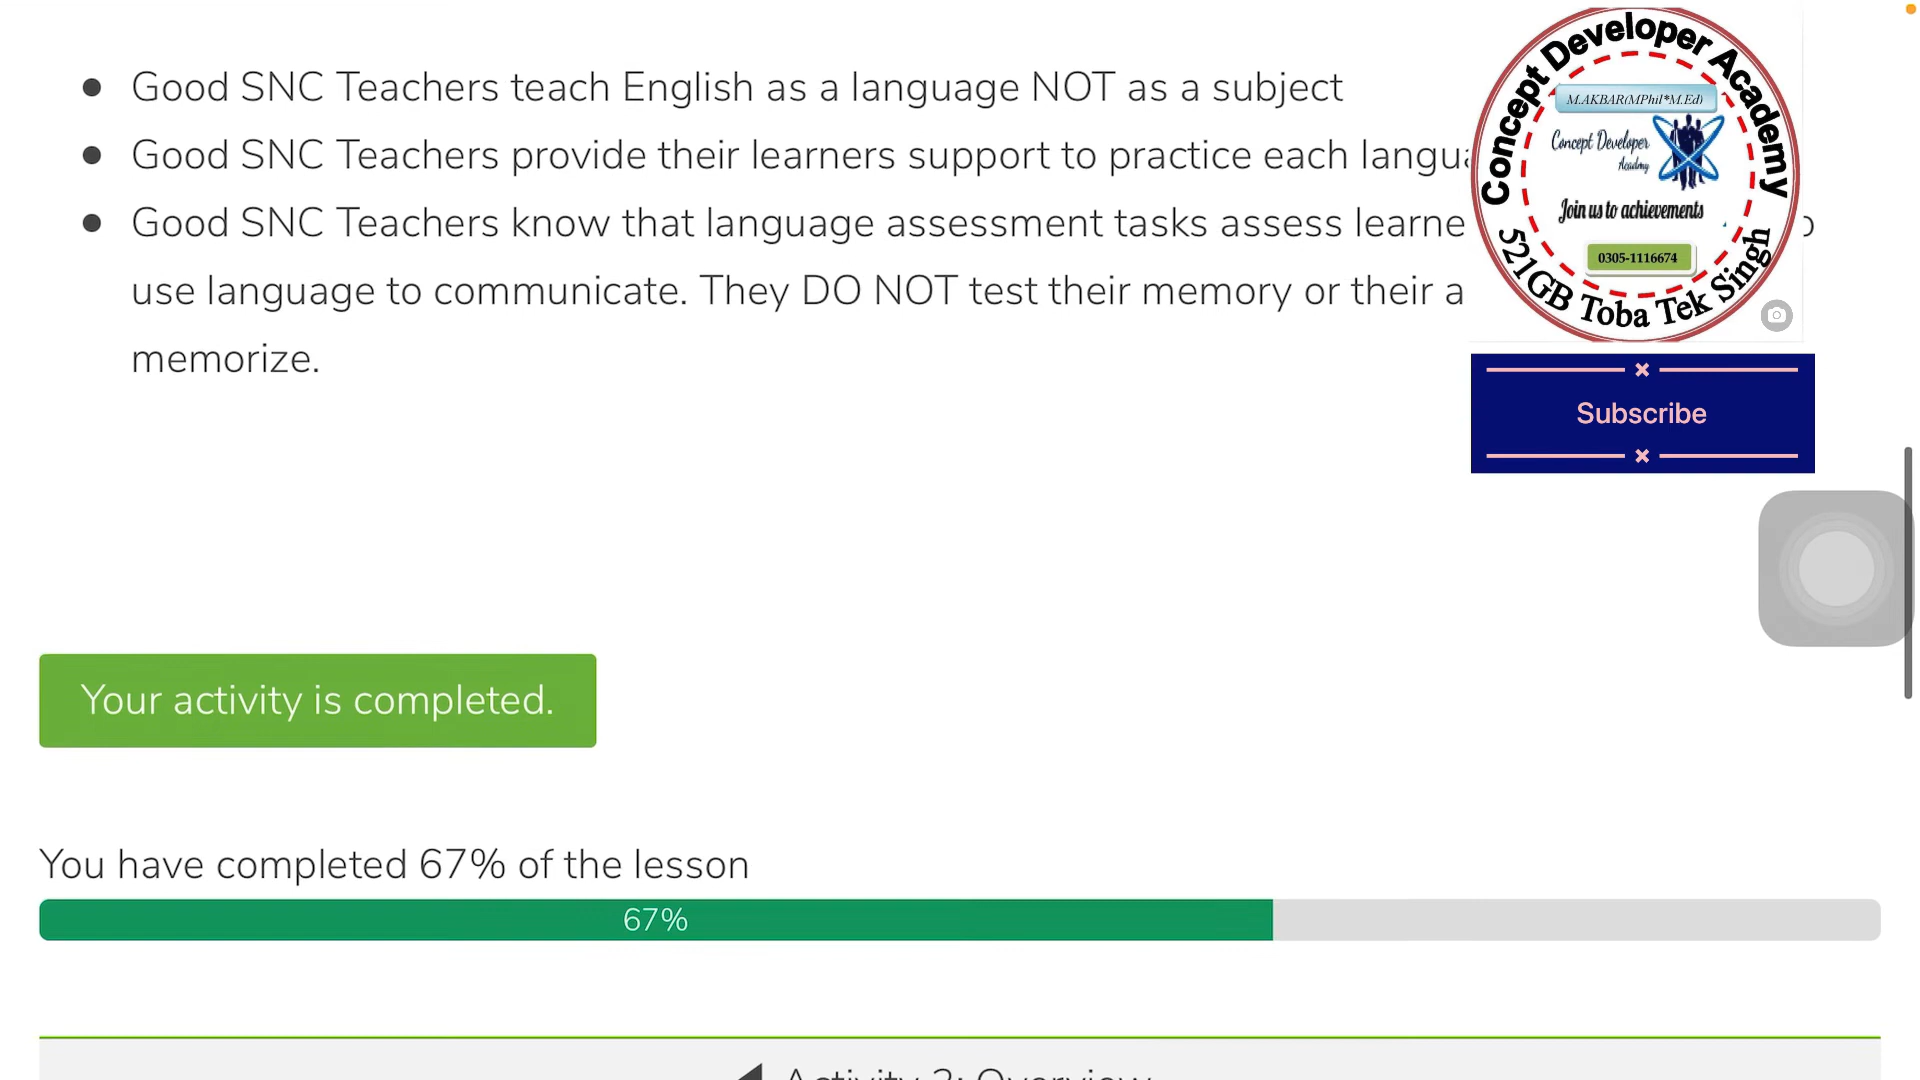 Good SNC Teachers teach English as a language NOT as a subject
Good SNC Teachers provide their learners support to practice each
Good SNC Teachers know that language assessment tasks assess
use language to communicate. They DO NOT test their memory or their
memorize.
Concept Developer Academy
M.AKBAR(MPhil*M.Ed)
Concept Developer
Academy
Join us to achievements
0305-1116674
521GB Toba Tek Singh
Subscribe
Your activity is completed.
You have completed 67% of the lesson
67%
Overview